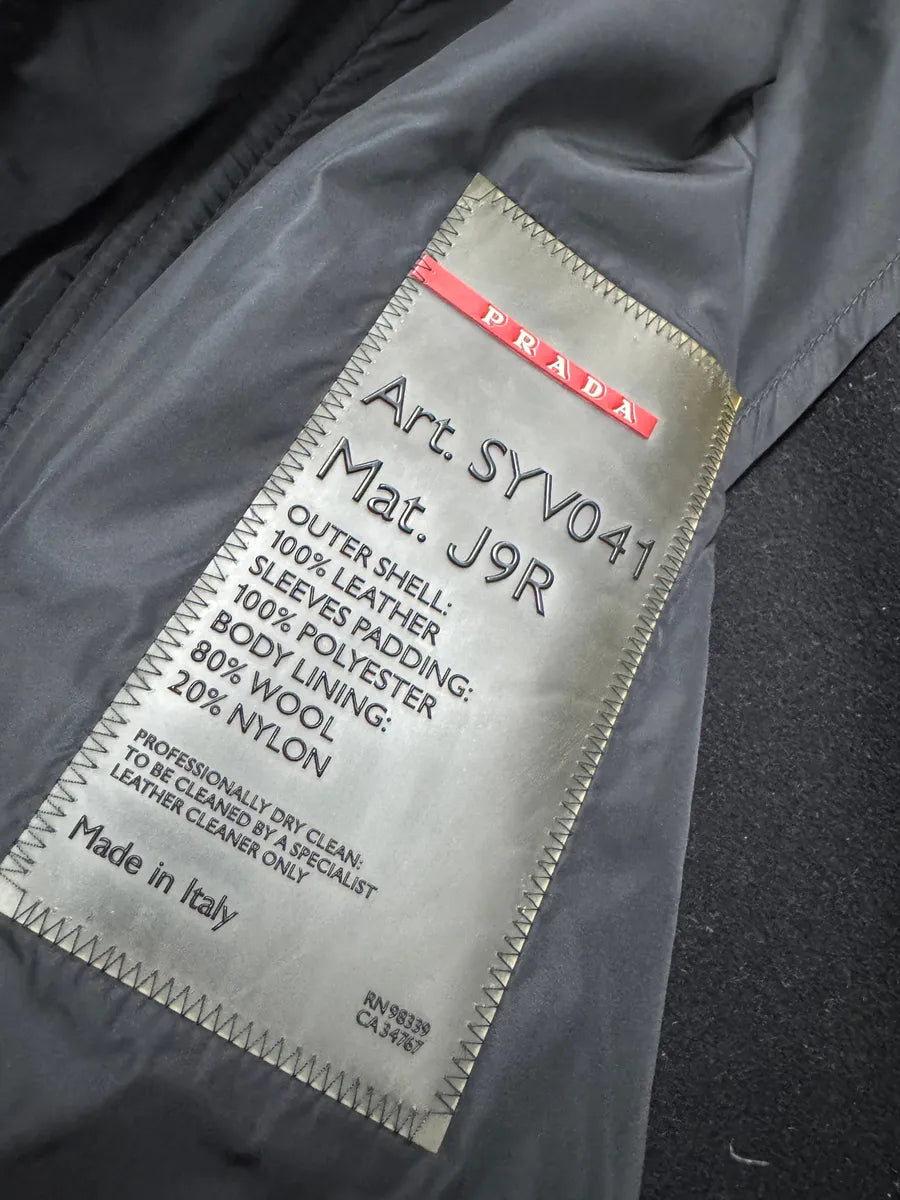 PRADA
Art. SYV041
Mat. J9R
OUTER SHELL:
100% LEATHER
SLEEVES PADDING:
100% POLYESTER
BODY LINING:
80% WOOL
20% NYLON
PROFESSIONALLY DRY CLEAN:
TO BE CLEANED BY A SPECIALIST
LEATHER CLEANER ONLY
Made in Italy
RN 98339
CA 34767